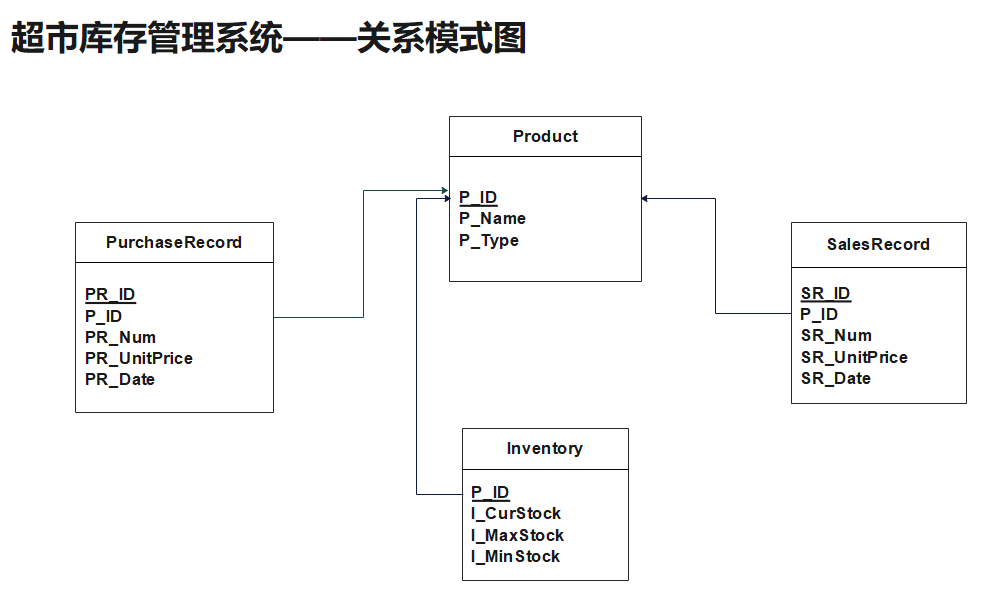 超市库存管理系统——关系模式图
Product
P_ID
P_Name
P_Type
PurchaseRecord
PR_ID
P_ID
PR_Num
PR_UnitPrice
PR_Date
SalesRecord
SR_ID
P_ID
SR_Num
SR_UnitPrice
SR_Date
Inventory
P_ID
I_CurStock
I_MaxStock
I_MinStock